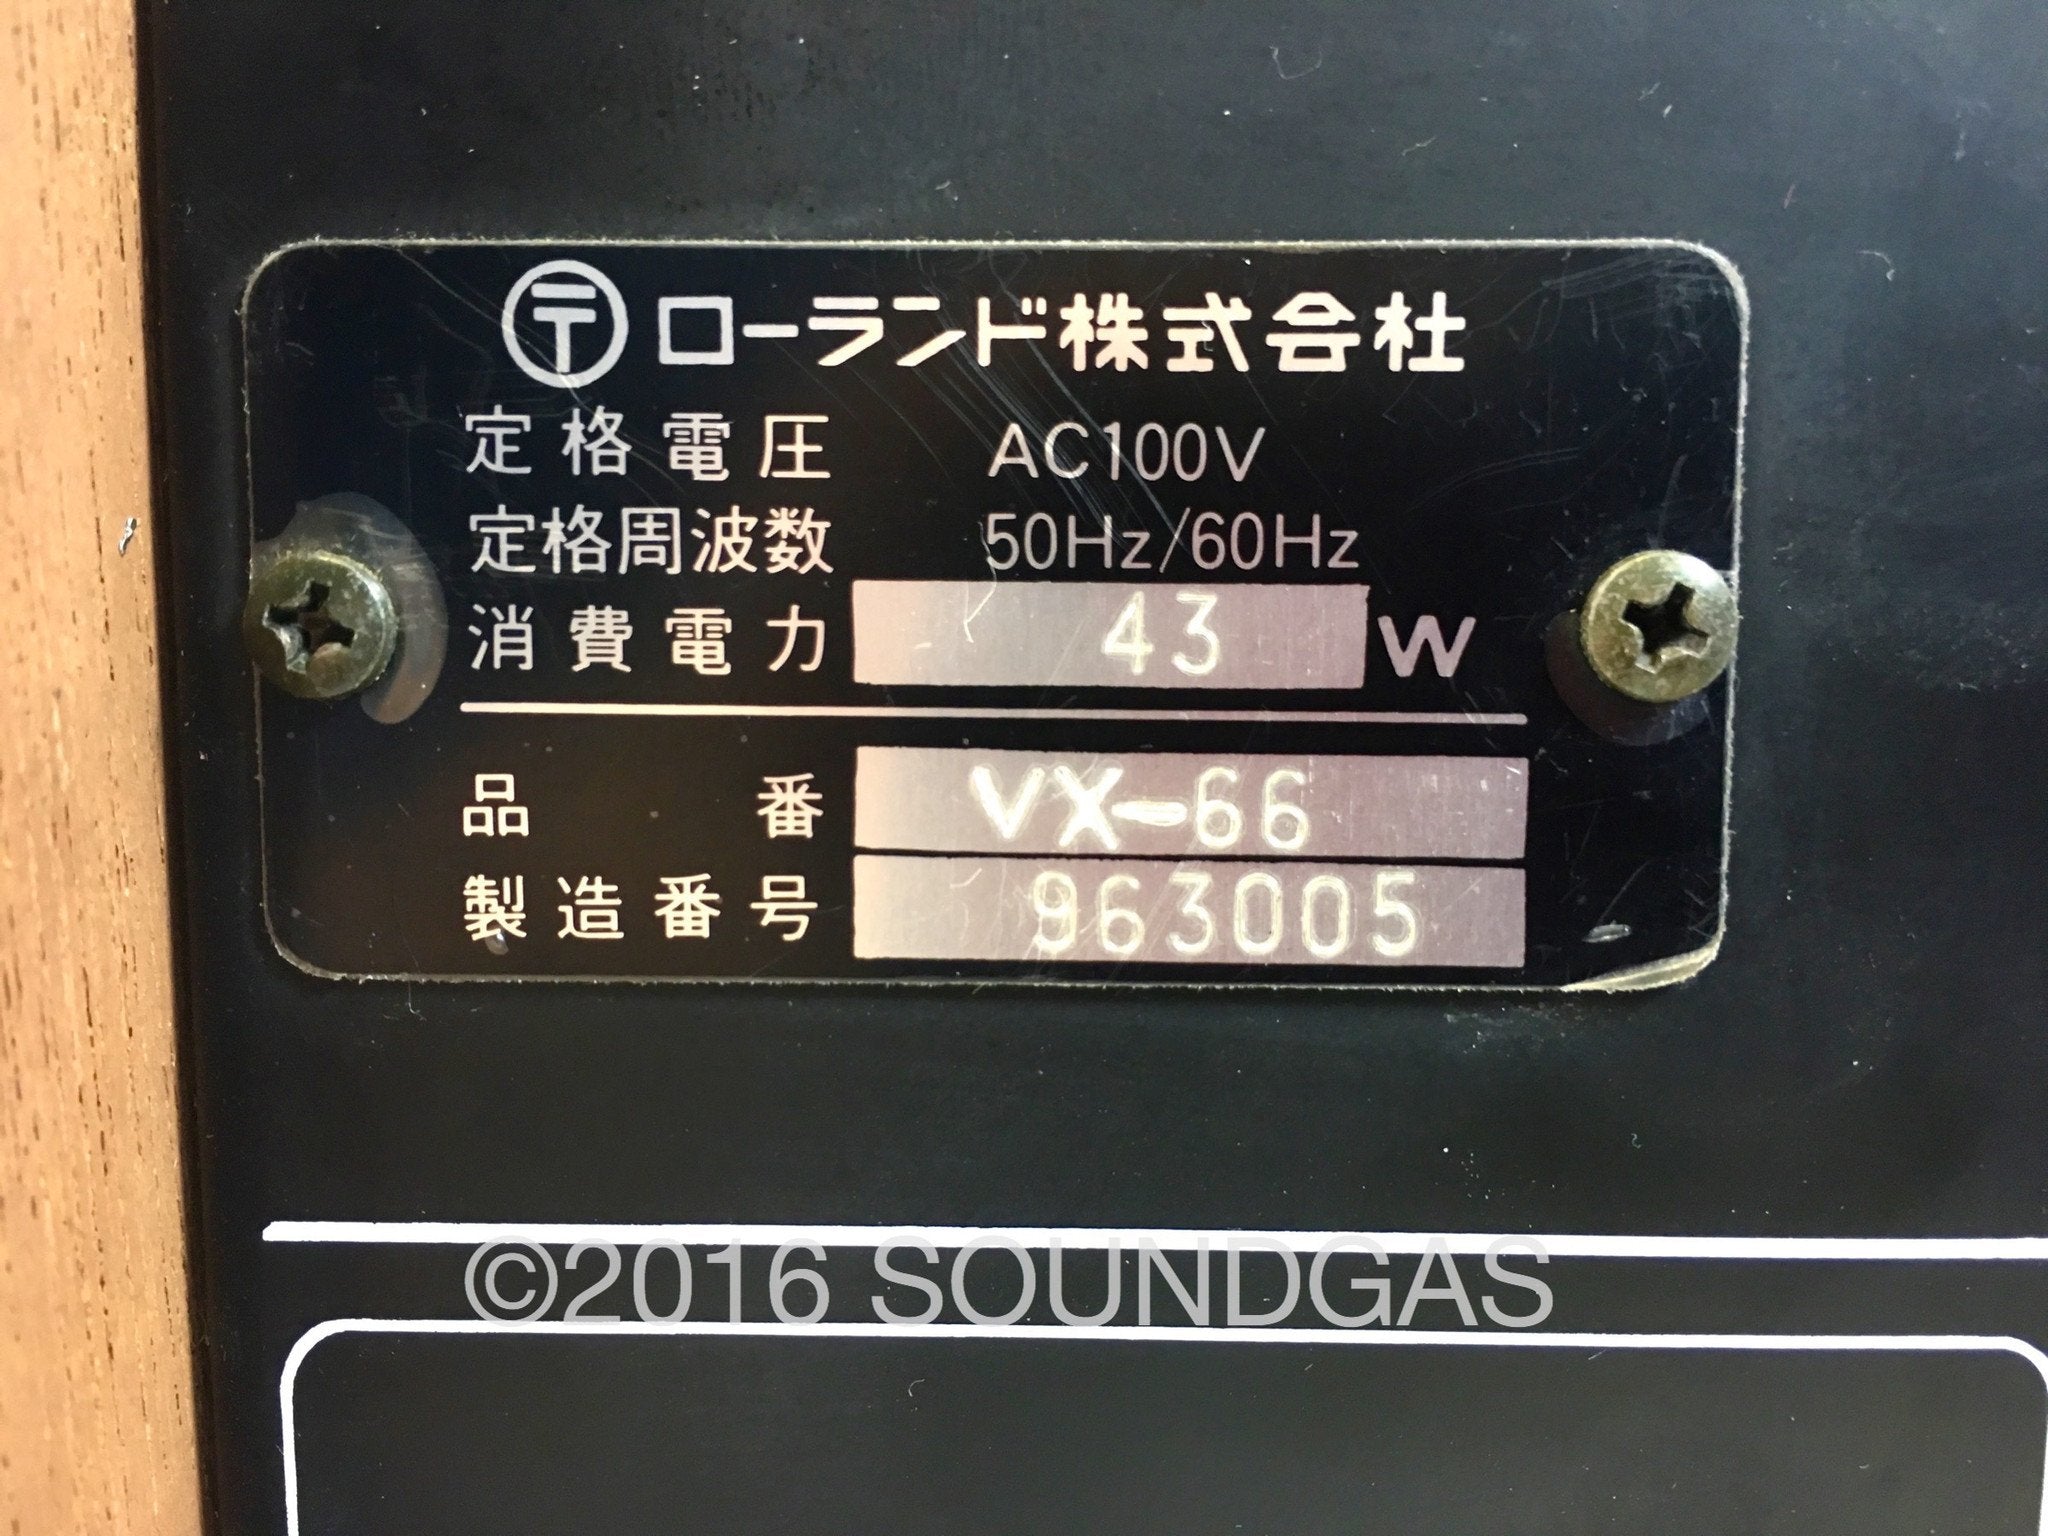 〶 ローランド株式会社
定格電圧 AC100V
定格周波数 50Hz/60Hz
消費電力 43 W
品番 VX-66
製造番号 963005
©2016 SOUNDGAS